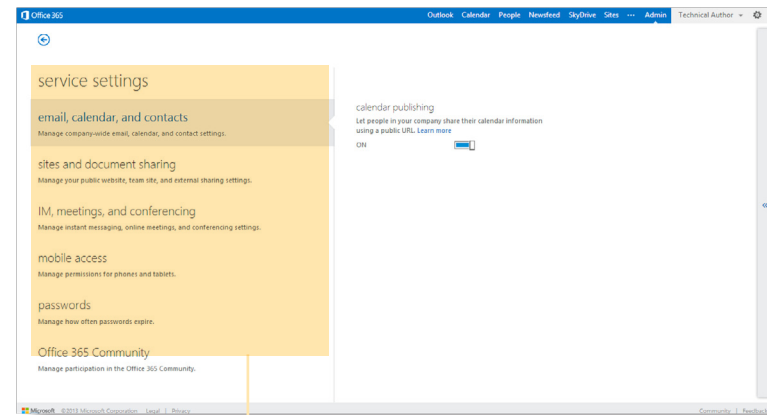 Office 365
Outlook Calendar People Newsfeed SkyDrive Sites ··· Admin Technical Author
service settings
email, calendar, and contacts
Manage company-wide email, calendar, and contact settings.
sites and document sharing
Manage your public website, team site, and external sharing settings.
IM, meetings, and conferencing
Manage instant messaging, online meetings, and conferencing settings.
mobile access
Manage permissions for phones and tablets.
passwords
Manage how often passwords expire.
Office 365 Community
Manage participation in the Office 365 Community.
calendar publishing
Let people in your company share their calendar information
using a public URL. Learn more
ON
Microsoft ©2013 Microsoft Corporation Legal | Privacy
Community | Feedback